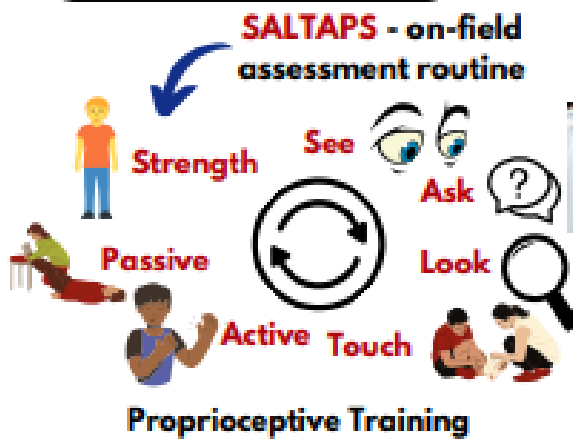 SALTAPS - on-field
assessment routine
See
Ask
Look
Touch
Active
Passive
Strength
?
Proprioceptive Training